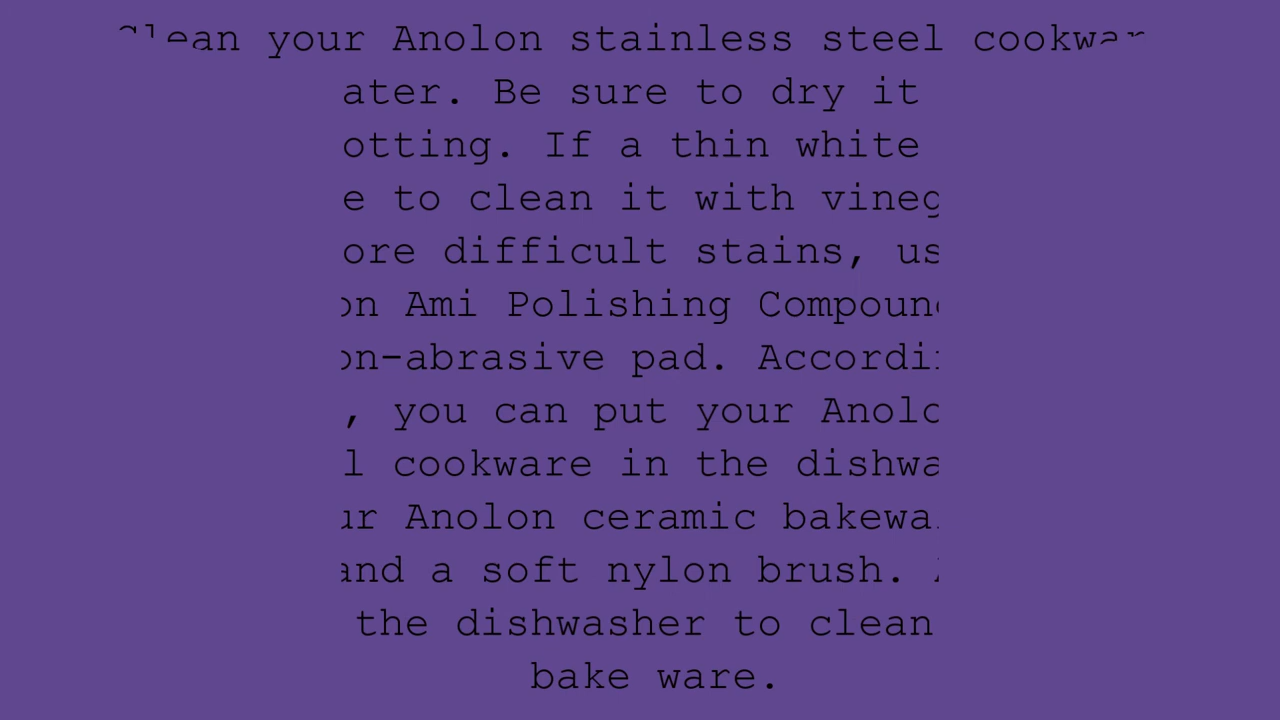 Clean your Anolon stainless steel cookwar
ater. Be sure to dry it
otting. If a thin white
e to clean it with vineg
ore difficult stains, us
on Ami Polishing Compound
on-abrasive pad. Accordi
, you can put your Anolo
l cookware in the dishwa
ur Anolon ceramic bakewa
and a soft nylon brush.
the dishwasher to clean
bake ware.